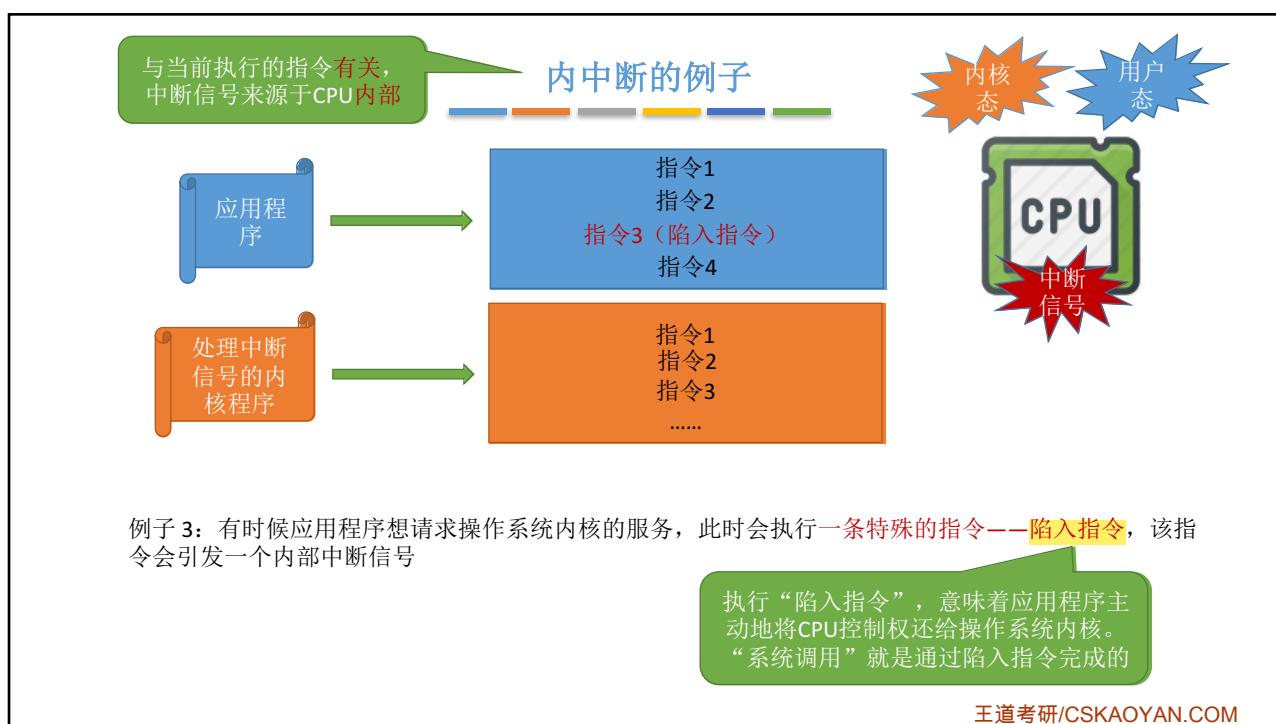 与当前执行的指令有关，
中断信号来源于CPU内部
内中断的例子
内核
态
用户
态
应用程
序
指令1
指令2
指令3（陷入指令）
指令4
CPU
中断
信号
处理中断
信号的内
核程序
指令1
指令2
指令3
......
例子 3：有时候应用程序想请求操作系统内核的服务，此时会执行一条特殊的指令——陷入指令，该指
令会引发一个内部中断信号
执行“陷入指令”，意味着应用程序主
动地将CPU控制权还给操作系统内核。
“系统调用”就是通过陷入指令完成的
王道考研/CSKAOYAN.COM